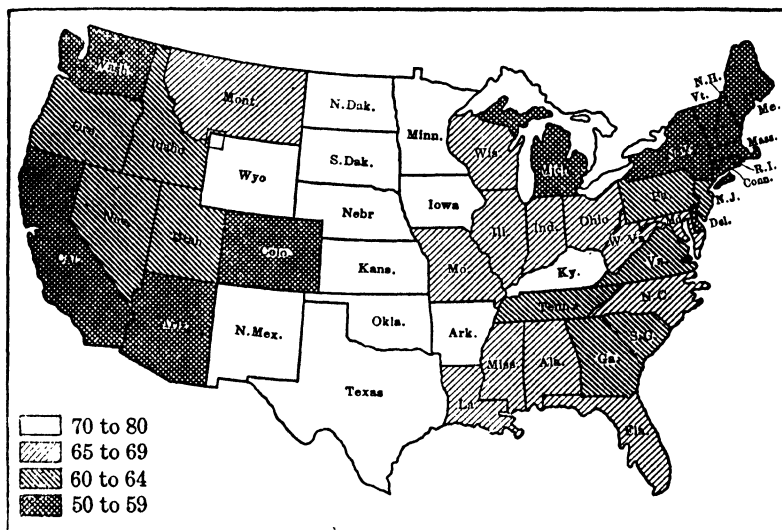 Wash.
Ore.
Cal.
Nev.
Idaho
Mont.
Wyo
Utah
Colo.
Ariz.
N.Mex.
N.Dak.
S.Dak.
Nebr
Kans.
Okla.
Texas
Minn.
Iowa
Mo.
Ark.
La.
Wis.
Ill.
Ind.
Mich.
Ohio
Ky.
Tenn.
Miss.
Ala.
Ga.
Fla.
S.C.
N.C.
Va.
W.Va.
Pa.
Md.
Del.
N.J.
N.Y.
Conn.
R.I.
Mass.
Me.
Vt.
N.H.
70 to 80
65 to 69
60 to 64
50 to 59